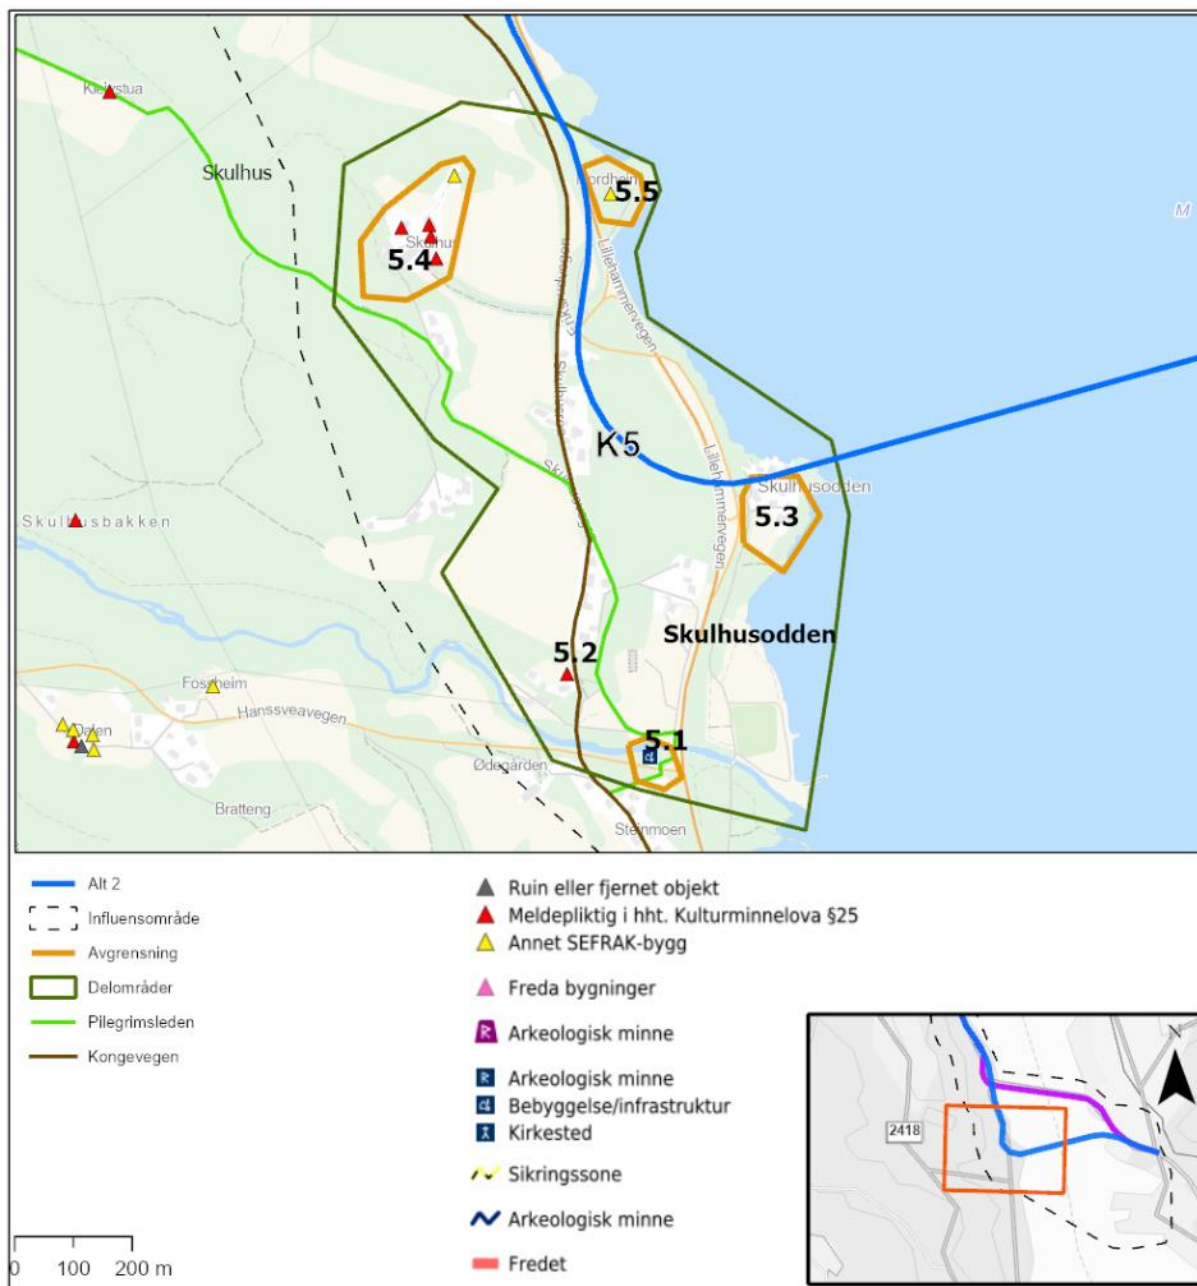 Skulhus
Nordheim
5.5
Skulhus
5.4
M
Lillehammervegen
K5
Skulhusodden
5.3
Lillehammervegen
Skulhusbakken
Skulhusodden
5.2
Fossheim
Hanssveavegen
Dalen
5.1
Ødegården
Bratteng
Steinmoen
Alt 2
Influensområde
Avgrensning
Delområder
Pilegrimsleden
Kongevegen
Ruin eller fjernet objekt
Meldepliktig i hht. Kulturminnelova §25
Annet SEFRAK-bygg
Freda bygninger
Arkeologisk minne
Arkeologisk minne
Bebyggelse/infrastruktur
Kirkested
Sikringssone
Arkeologisk minne
Fredet
0 100 200 m
2418
N